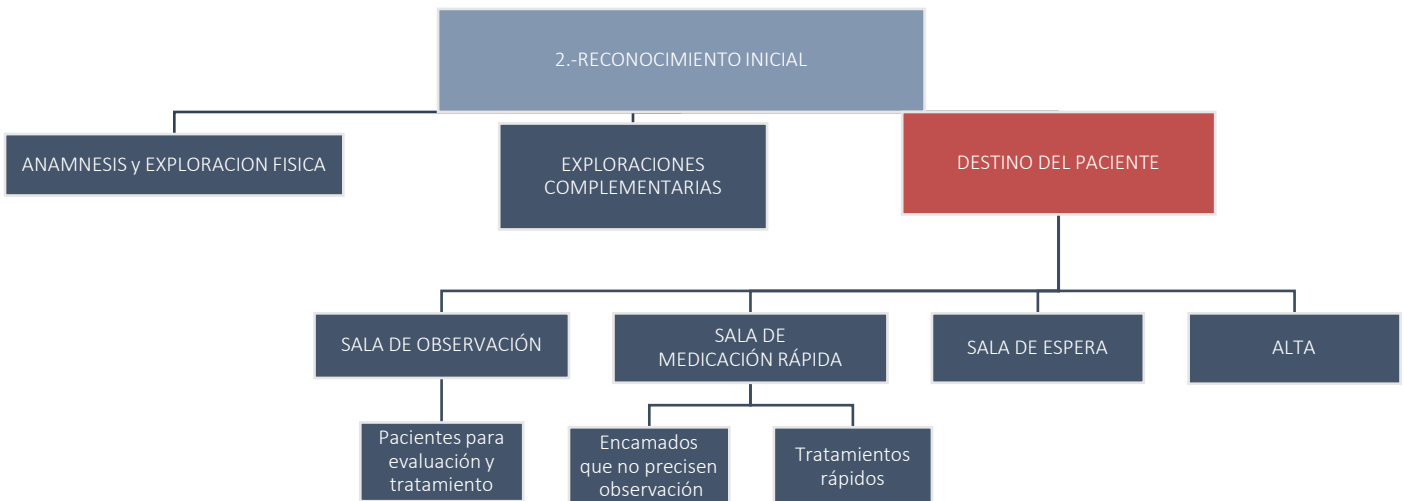 2.-RECONOCIMIENTO INICIAL
ANAMNESIS y EXPLORACION FISICA
EXPLORACIONES
COMPLEMENTARIAS
DESTINO DEL PACIENTE
SALA DE OBSERVACIÓN
SALA DE
MEDICACIÓN RÁPIDA
SALA DE ESPERA
ALTA
Pacientes para
evaluación y
tratamiento
Encamados
que no precisen
observación
Tratamientos
rápidos